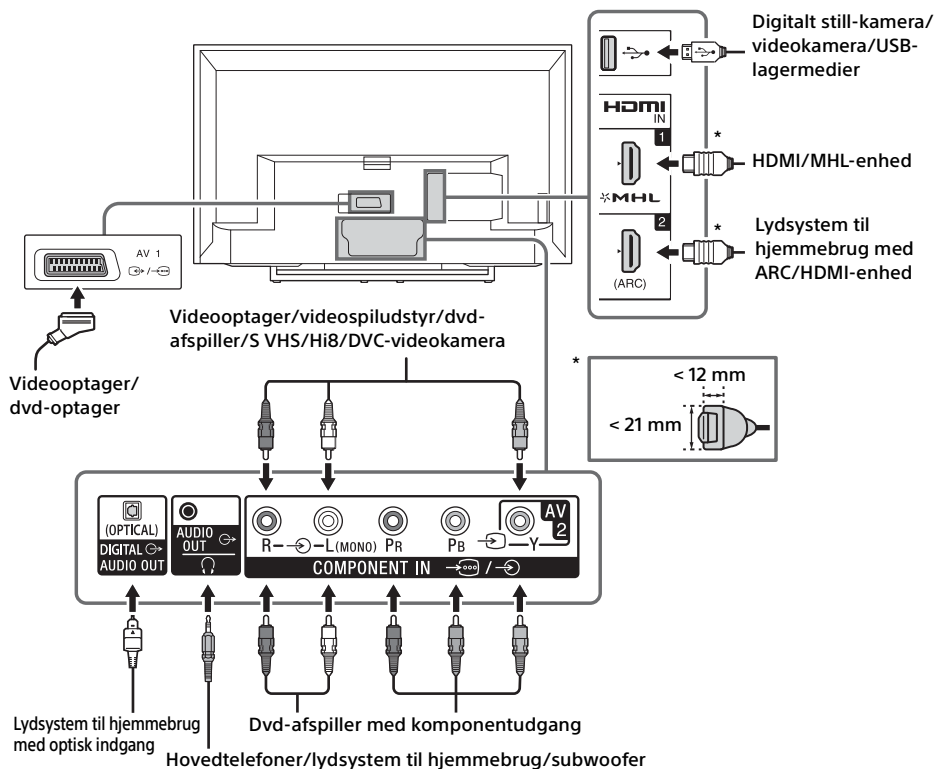 Digitalt still-kamera/
videokamera/USB-
lagermedier
HDMI
IN
1
*
HDMI/MHL-enhed
MHL
2
*
Lydsystem til
hjemmebrug med
ARC/HDMI-enhed
(ARC)
AV 1
/
Videooptager/
dvd-optager
Videooptager/videospiludstyr/dvd-
afspiller/S VHS/Hi8/DVC-videokamera
*
< 12 mm
< 21 mm
(OPTICAL)
DIGITAL
AUDIO OUT
AUDIO
OUT
R
L(MONO)
PR
PB
Y
AV
2
COMPONENT IN /
Lydsystem til hjemmebrug
med optisk indgang
Dvd-afspiller med komponentudgang
Hovedtelefoner/lydsystem til hjemmebrug/subwoofer